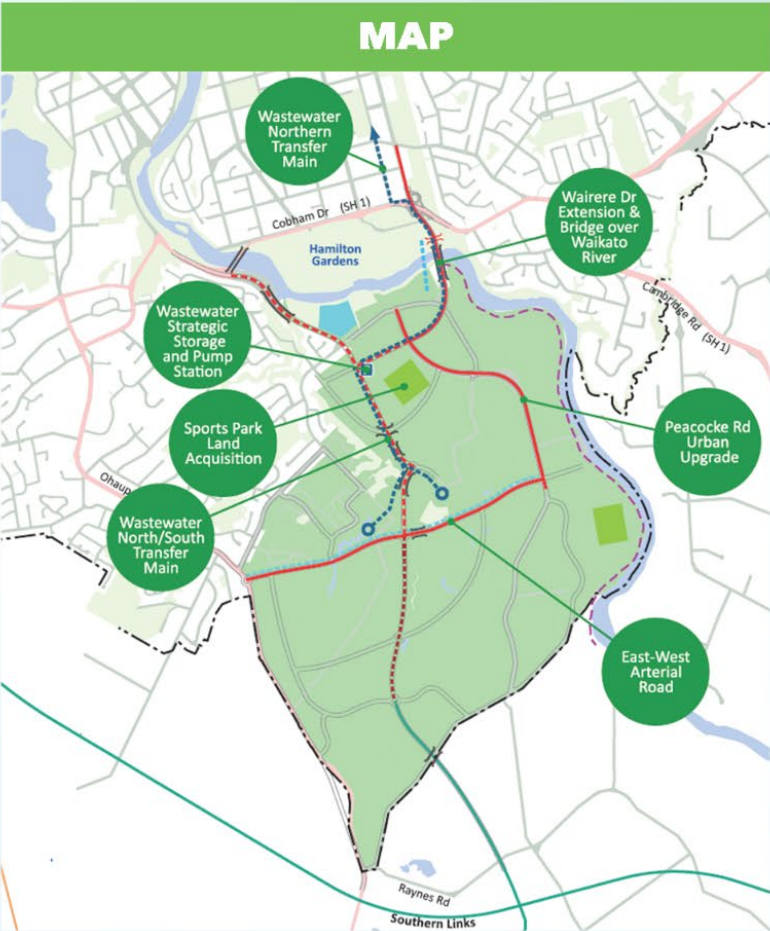 MAP
Wastewater
Northern
Transfer
Main
Wairere Dr
Extension &
Bridge over
Waikato
River
Cobham Dr (SH 1)
Hamilton
Gardens
Cambridge Rd (SH 1)
Wastewater
Strategic
Storage
and Pump
Station
Sports Park
Land
Acquisition
Peacocke Rd
Urban
Upgrade
Ohaup
Wastewater
North/South
Transfer
Main
East-West
Arterial
Road
Raynes Rd
Southern Links